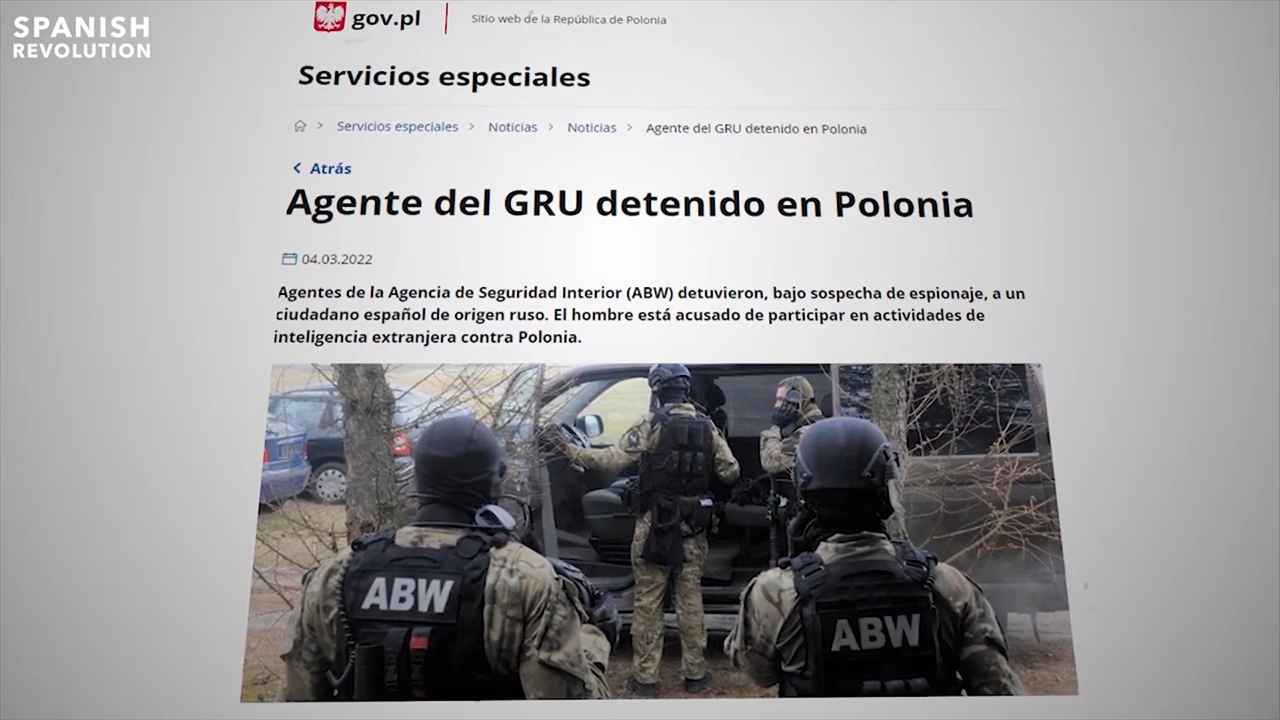 SPANISH
REVOLUTION
gov.pl
Sitio web de la República de Polonia
Servicios especiales
Servicios especiales > Noticias > Noticias > Agente del GRU detenido en Polonia
< Atrás
Agente del GRU detenido en Polonia
04.03.2022
Agentes de la Agencia de Seguridad Interior (ABW) detuvieron, bajo sospecha de espionaje, a un
ciudadano español de origen ruso. El hombre está acusado de participar en actividades de
inteligencia extranjera contra Polonia.
ABW
ABW